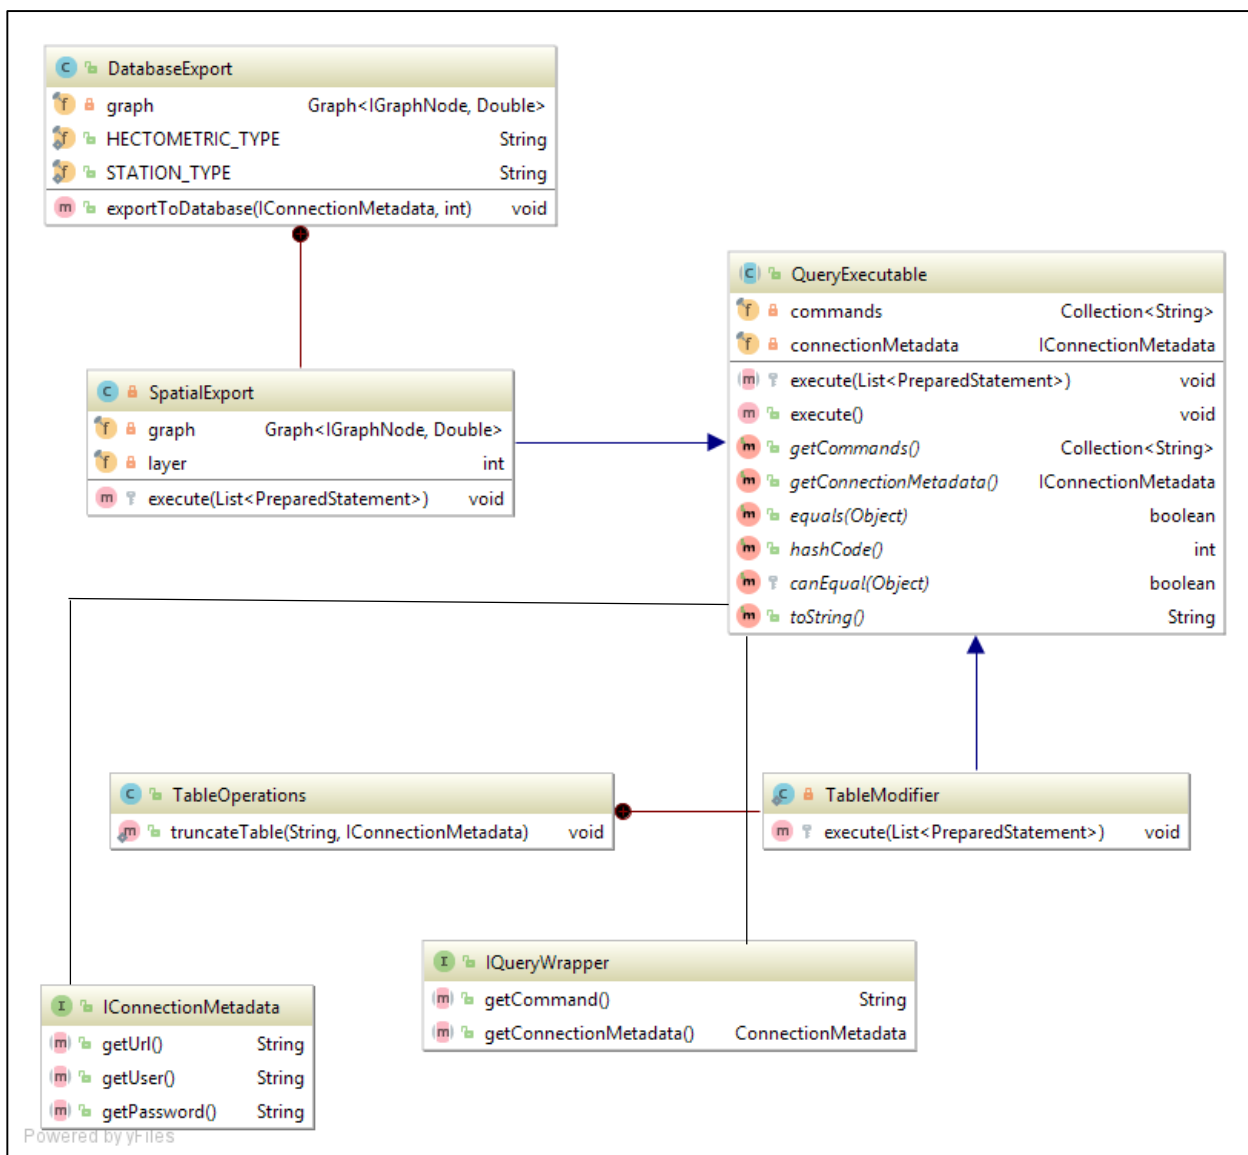 DatabaseExport
graph Graph<IGraphNode, Double>
HECTOMETRIC_TYPE String
STATION_TYPE String
exportToDatabase(IConnectionMetadata, int) void
QueryExecutable
commands Collection<String>
connectionMetadata IConnectionMetadata
execute(List<PreparedStatement>) void
execute() void
getCommands() Collection<String>
getConnectionMetadata() IConnectionMetadata
equals(Object) boolean
hashCode() int
canEqual(Object) boolean
toString() String
SpatialExport
graph Graph<IGraphNode, Double>
layer int
execute(List<PreparedStatement>) void
TableOperations
truncateTable(String, IConnectionMetadata) void
TableModifier
execute(List<PreparedStatement>) void
IQueryWrapper
getCommand() String
getConnectionMetadata() ConnectionMetadata
IConnectionMetadata
getUrl() String
getUser() String
getPassword() String
Powered by yFiles